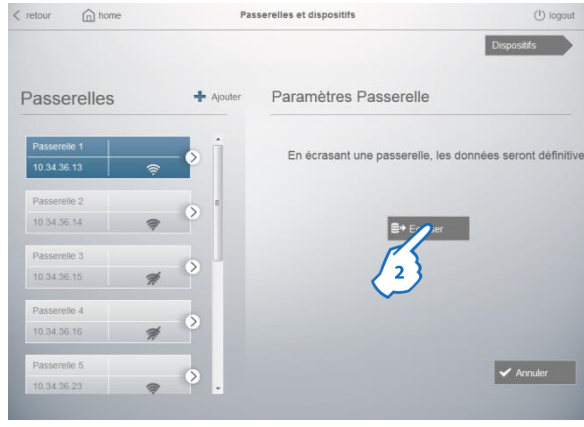 retour
home
Passerelles et dispositifs
logout
Dispositifs
Passerelles
Ajouter
Paramètres Passerelle
Passerelle 1
10.34.36.13
Passerelle 2
10.34.36.14
Passerelle 3
10.34.36.15
Passerelle 4
10.34.36.16
Passerelle 5
10.34.36.23
En écrasant une passerelle, les données seront définitive
2
Annuler